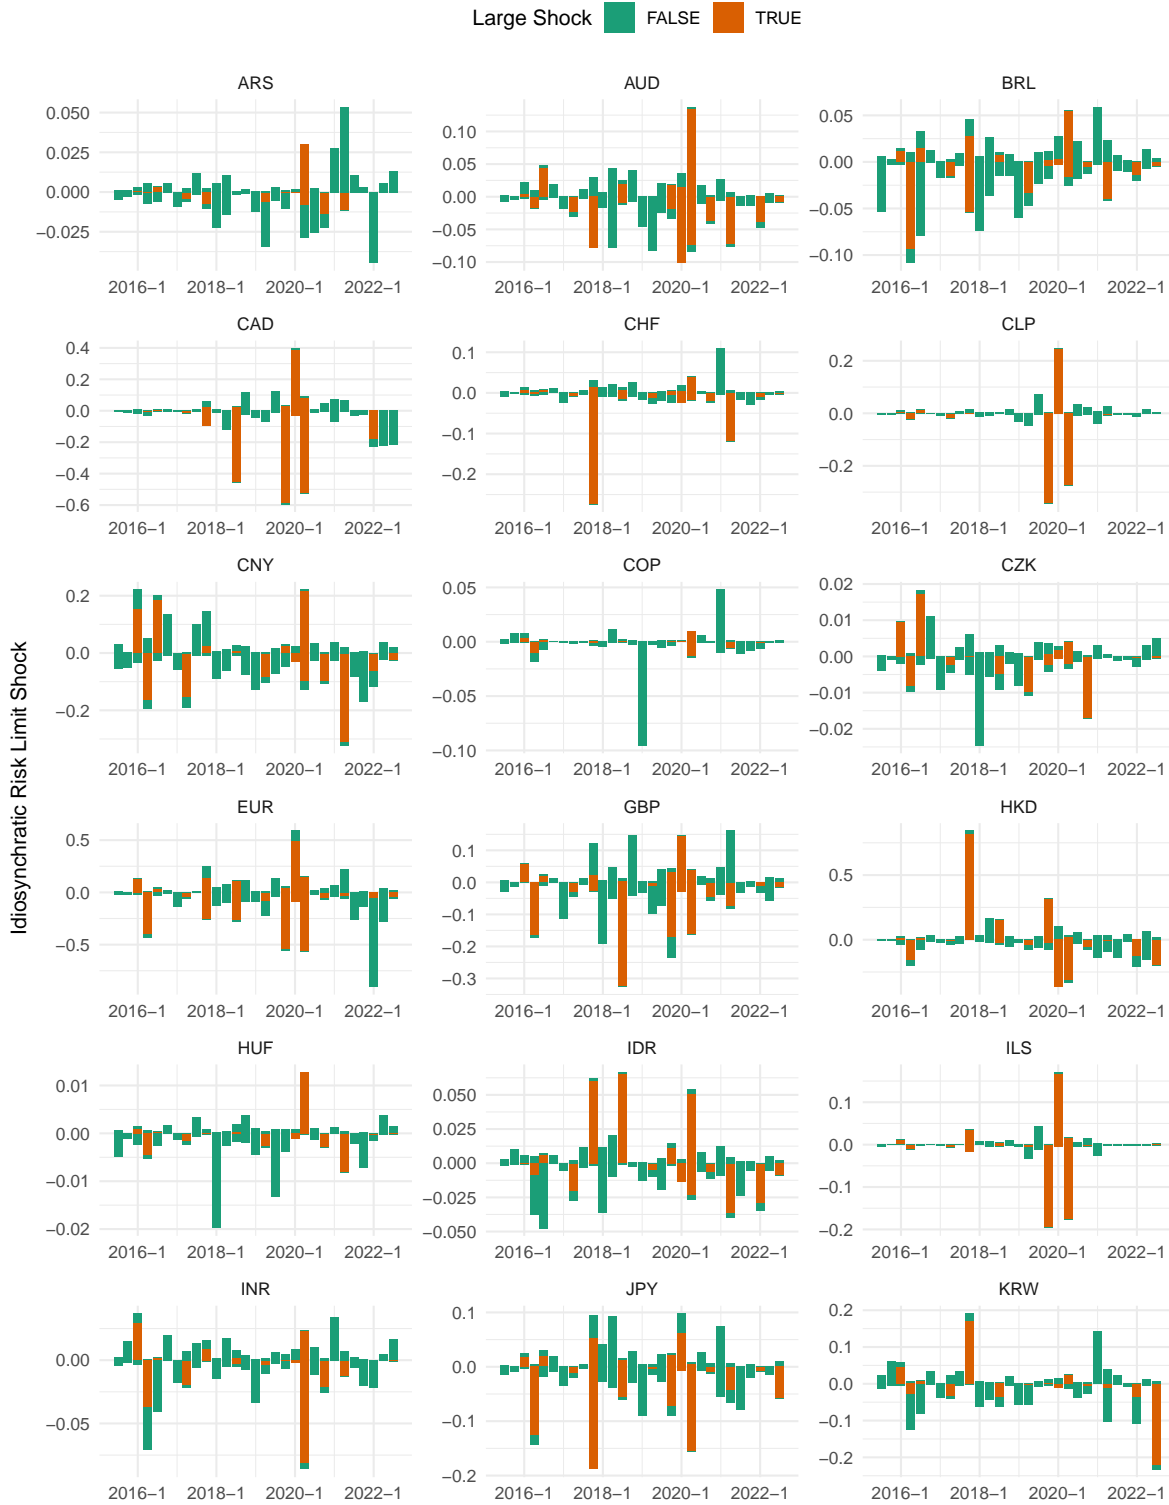 Large Shock FALSE TRUE
Idiosynchratic Risk Limit Shock
ARS
0.050
0.025
0.000
−0.025
2016−1 2018−1 2020−1 2022−1
AUD
0.10
0.05
0.00
−0.05
−0.10
2016−1 2018−1 2020−1 2022−1
BRL
0.05
0.00
−0.05
−0.10
2016−1 2018−1 2020−1 2022−1
CAD
0.4
0.2
0.0
−0.2
−0.4
−0.6
2016−1 2018−1 2020−1 2022−1
CHF
0.1
0.0
−0.1
−0.2
2016−1 2018−1 2020−1 2022−1
CLP
0.2
0.0
−0.2
2016−1 2018−1 2020−1 2022−1
CNY
0.2
0.0
−0.2
2016−1 2018−1 2020−1 2022−1
COP
0.05
0.00
−0.05
−0.10
2016−1 2018−1 2020−1 2022−1
CZK
0.02
0.01
0.00
−0.01
−0.02
2016−1 2018−1 2020−1 2022−1
EUR
0.5
0.0
−0.5
2016−1 2018−1 2020−1 2022−1
GBP
0.1
0.0
−0.1
−0.2
−0.3
2016−1 2018−1 2020−1 2022−1
HKD
0.5
0.0
2016−1 2018−1 2020−1 2022−1
HUF
0.01
0.00
−0.01
−0.02
2016−1 2018−1 2020−1 2022−1
IDR
0.050
0.025
0.000
−0.025
−0.050
2016−1 2018−1 2020−1 2022−1
ILS
0.1
0.0
−0.1
−0.2
2016−1 2018−1 2020−1 2022−1
INR
0.00
−0.05
2016−1 2018−1 2020−1 2022−1
JPY
0.1
0.0
−0.1
−0.2
2016−1 2018−1 2020−1 2022−1
KRW
0.2
0.1
0.0
−0.1
−0.2
2016−1 2018−1 2020−1 2022−1